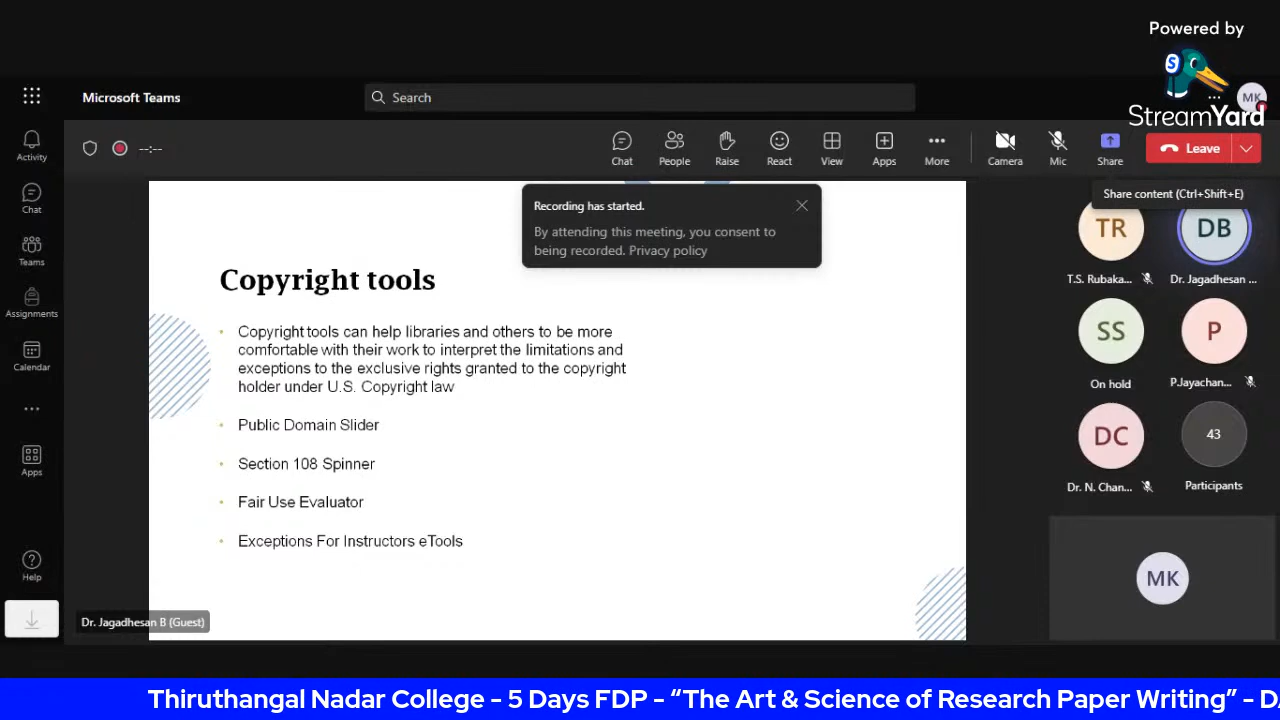 Powered by
StreamYard
Microsoft Teams
Search
MK
Activity
Chat
Teams
Assignments
Calendar
Apps
Help
--:--
Chat
People
Raise
React
View
Apps
More
Camera
Mic
Share
Leave
Share content (Ctrl+Shift+E)
Recording has started.
By attending this meeting, you consent to
being recorded. Privacy policy
Copyright tools
• Copyright tools can help libraries and others to be more
comfortable with their work to interpret the limitations and
exceptions to the exclusive rights granted to the copyright
holder under U.S. Copyright law
• Public Domain Slider
• Section 108 Spinner
• Fair Use Evaluator
• Exceptions For Instructors eTools
Dr. Jagadhesan B (Guest)
TR
T.S. Rubaka...
DB
Dr. Jagadhesan ...
SS
On hold
P
P.Jayachan...
DC
Dr. N. Chan...
43
Participants
MK
Thiruthangal Nadar College - 5 Days FDP - “The Art & Science of Research Paper Writing” - DA